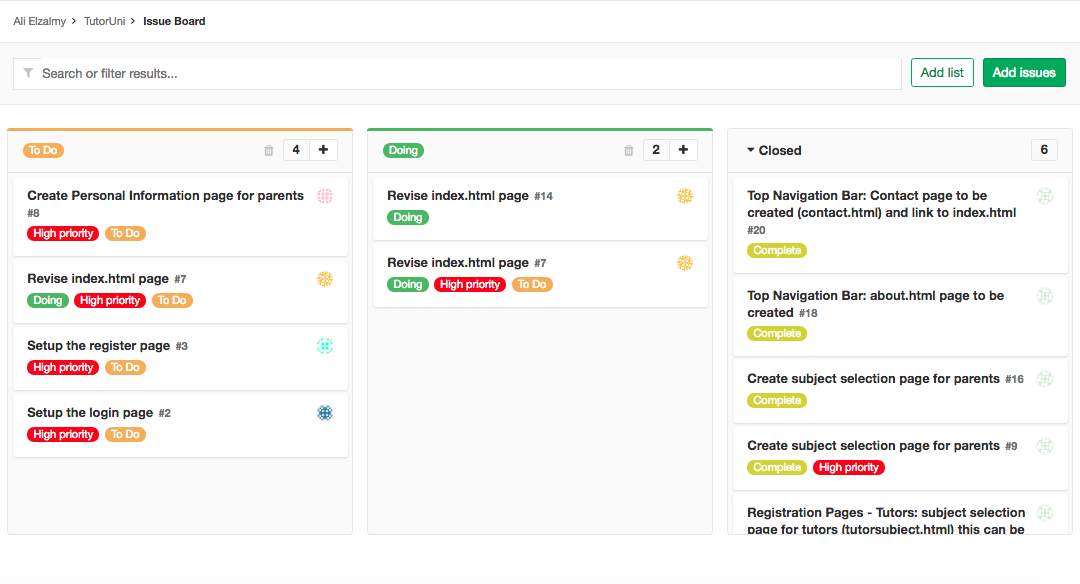 Ali Elzalmy > TutorUni > Issue Board
Search or filter results...
Add list
Add issues
To Do
4
+
Create Personal Information page for parents
#8
High priority To Do
Revise index.html page #7
Doing High priority To Do
Setup the register page #3
High priority To Do
Setup the login page #2
High priority To Do
Doing
2
+
Revise index.html page #14
Doing
Revise index.html page #7
Doing High priority To Do
Closed
6
Top Navigation Bar: Contact page to be
created (contact.html) and link to index.html
#20
Complete
Top Navigation Bar: about.html page to be
created #18
Complete
Create subject selection page for parents #16
Complete
Create subject selection page for parents #9
Complete High priority
Registration Pages - Tutors: subject selection
page for tutors (tutorsubject.html) this can be